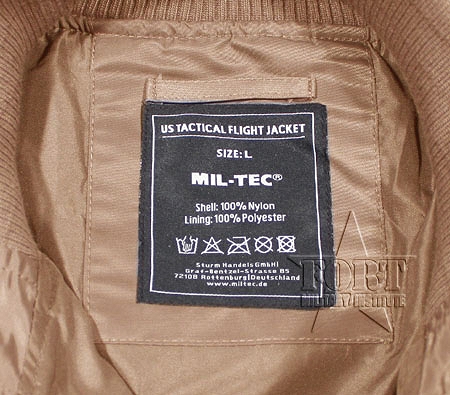 US TACTICAL FLIGHT JACKET
SIZE: L
MIL-TEC®
Shell: 100% Nylon
Lining: 100% Polyester
Sturm Handels GmbH|
Graf-Bentzel-Strasse 85
72108 Rottenburg|Deutschland
www.miltec.de
FORT